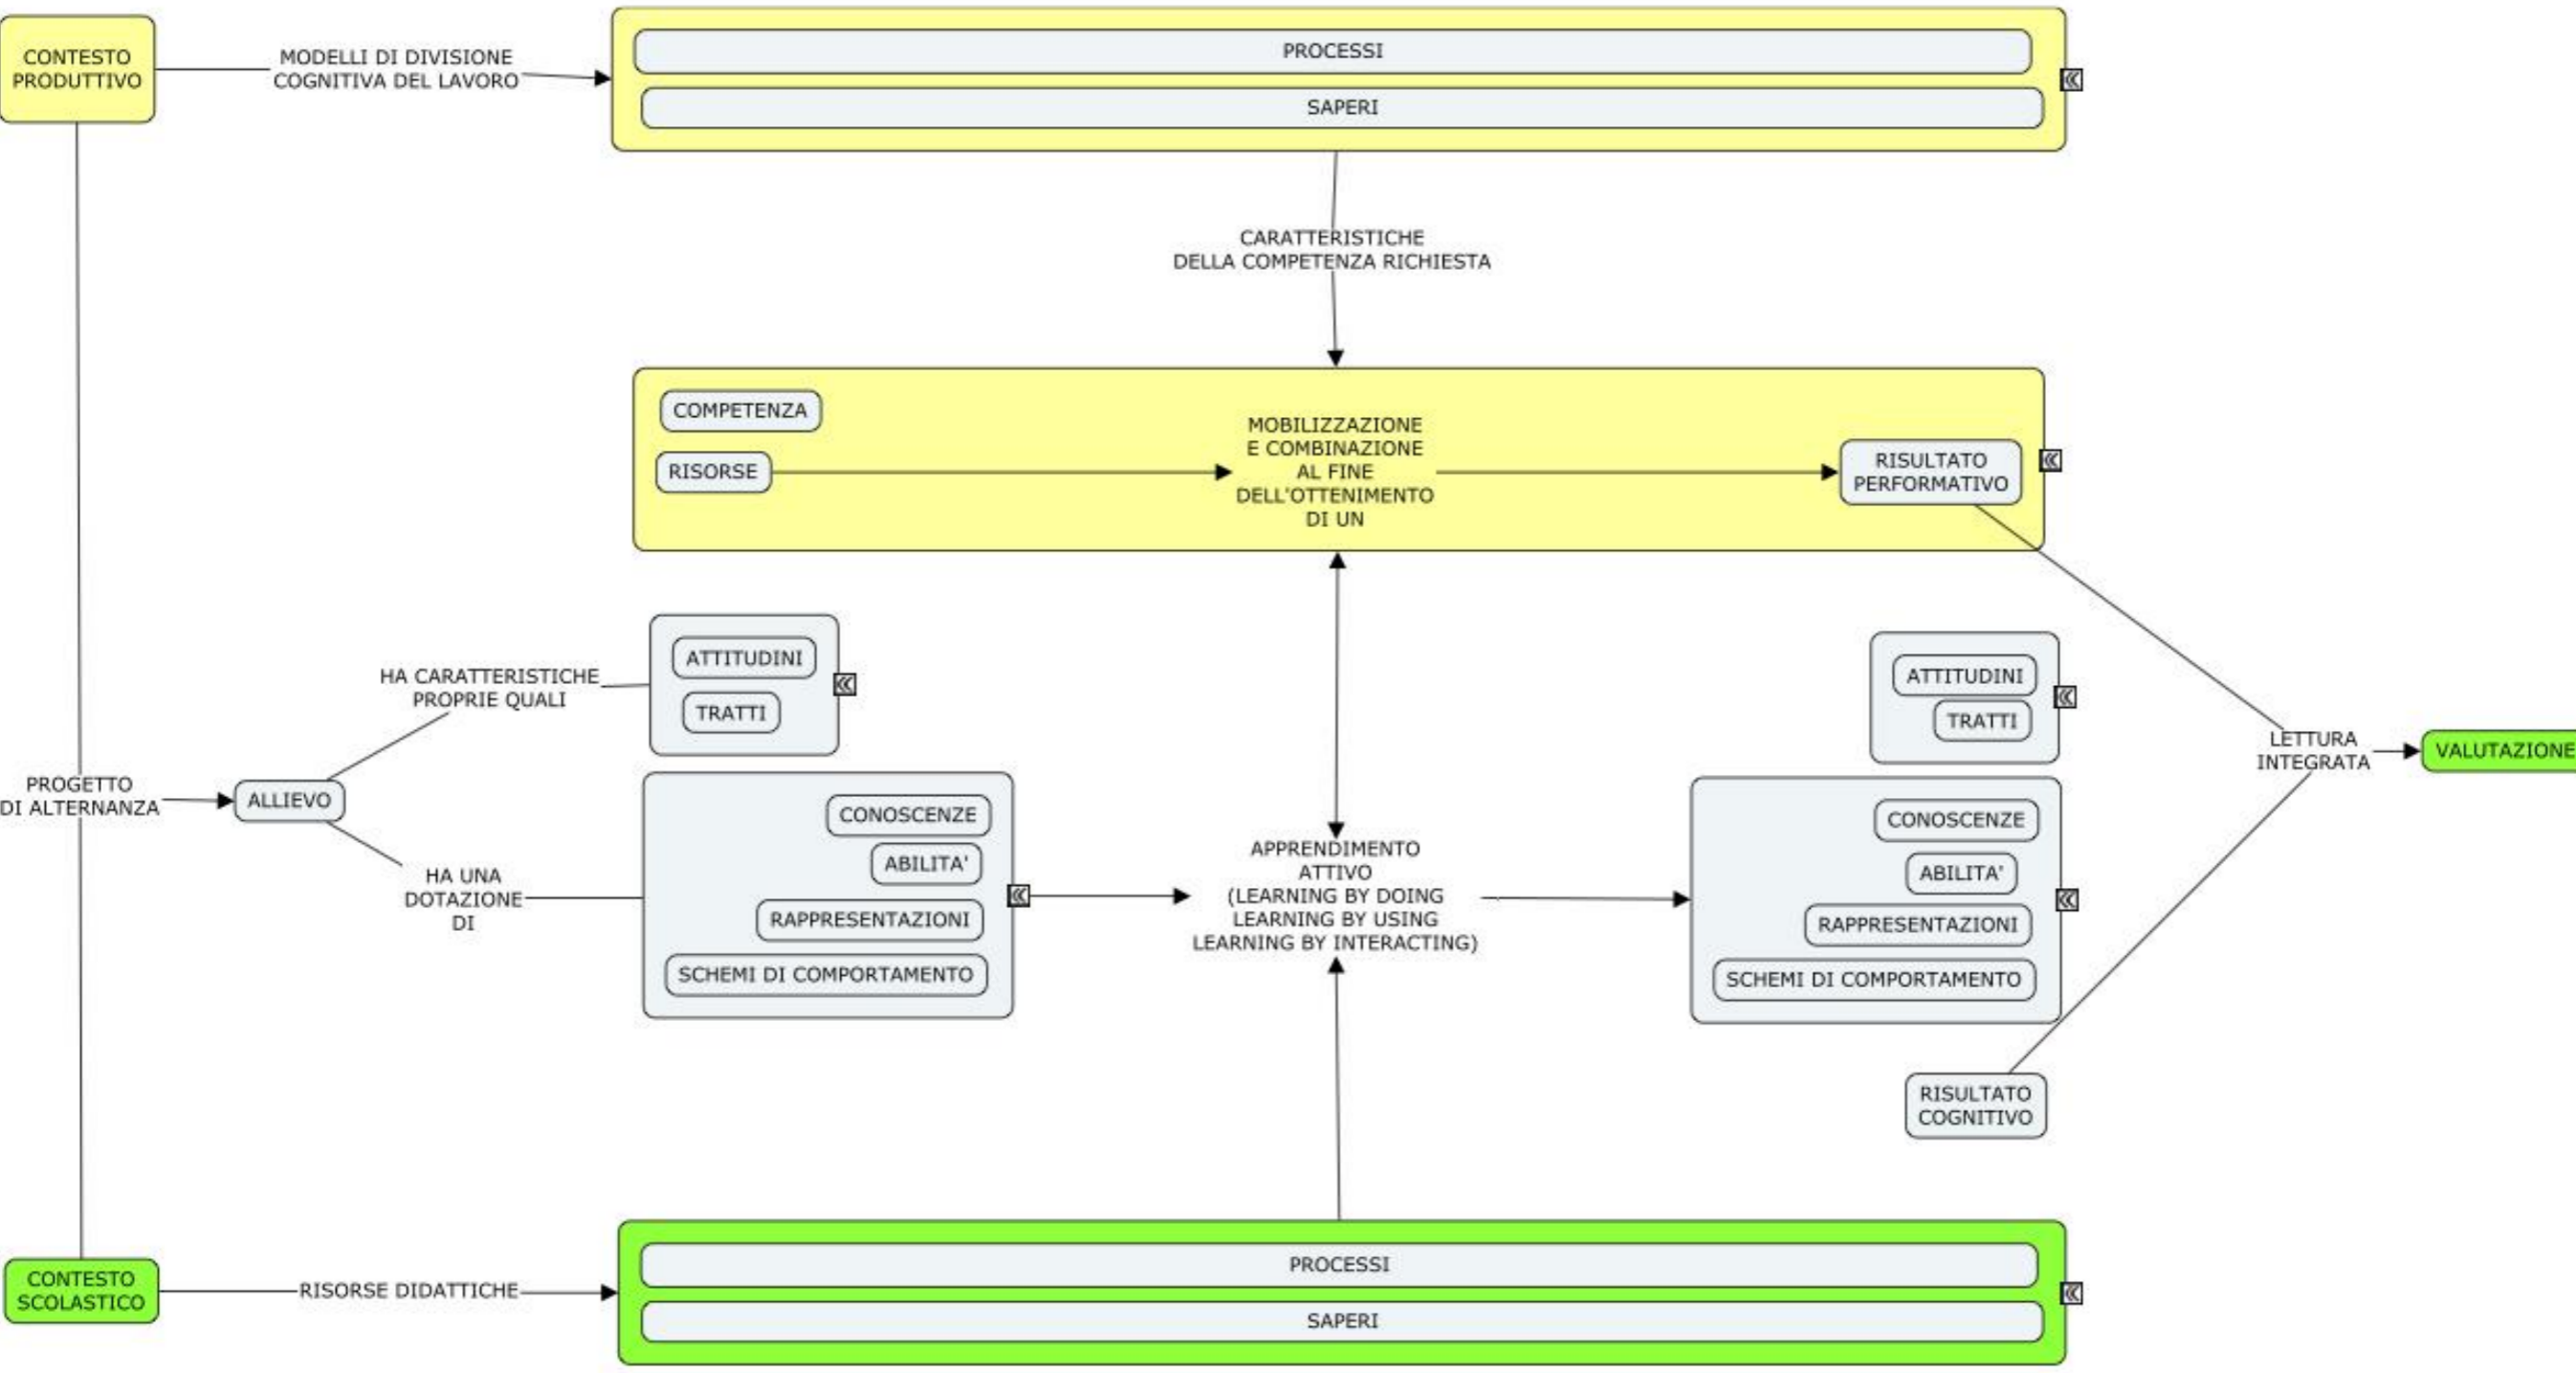 CONTESTO
PRODUTTIVO
MODELLI DI DIVISIONE
COGNITIVA DEL LAVORO
PROCESSI
SAPERI
CARATTERISTICHE
DELLA COMPETENZA RICHIESTA
COMPETENZA
RISORSE
MOBILIZZAZIONE
E COMBINAZIONE
AL FINE
DELL'OTTENIMENTO
DI UN
RISULTATO
PERFORMATIVO
PROGETTO
DI ALTERNANZA
ALLIEVO
HA CARATTERISTICHE
PROPRIE QUALI
ATTITUDINI
TRATTI
HA UNA
DOTAZIONE
DI
CONOSCENZE
ABILITA'
RAPPRESENTAZIONI
SCHEMI DI COMPORTAMENTO
APPRENDIMENTO
ATTIVO
(LEARNING BY DOING
LEARNING BY USING
LEARNING BY INTERACTING)
ATTITUDINI
TRATTI
CONOSCENZE
ABILITA'
RAPPRESENTAZIONI
SCHEMI DI COMPORTAMENTO
RISULTATO
COGNITIVO
LETTURA
INTEGRATA
VALUTAZIONE
CONTESTO
SCOLASTICO
RISORSE DIDATTICHE
PROCESSI
SAPERI